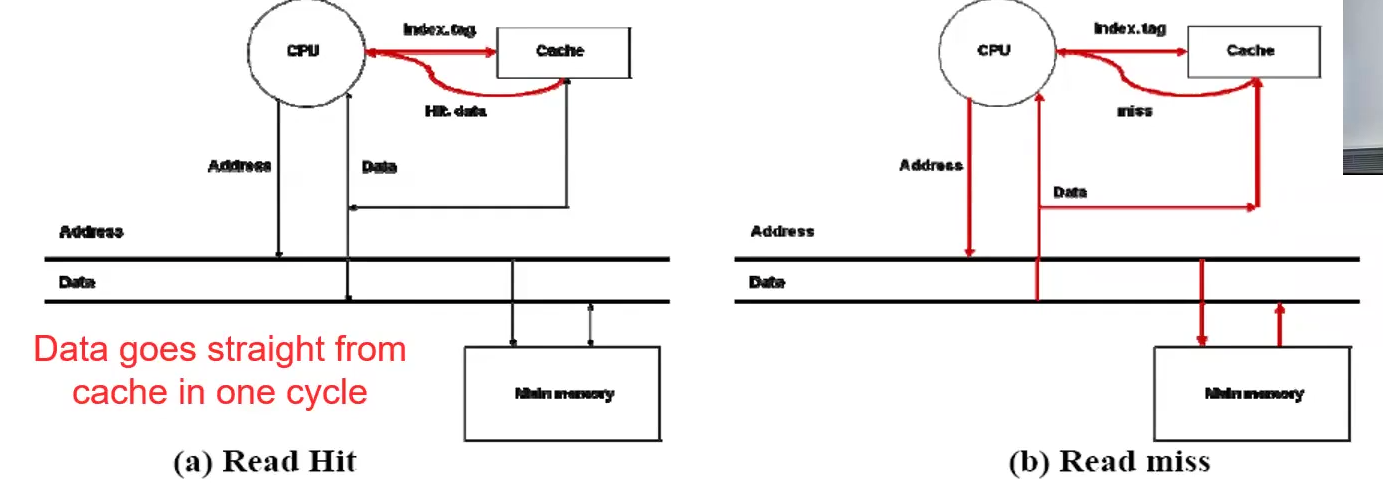 Index.tag
CPU
Cache
Hit. data
Address
Data
Address
Data
Data goes straight from
cache in one cycle
Main memory
(a) Read Hit
Index.tag
CPU
Cache
miss
Address
Data
Address
Data
Main memory
(b) Read miss